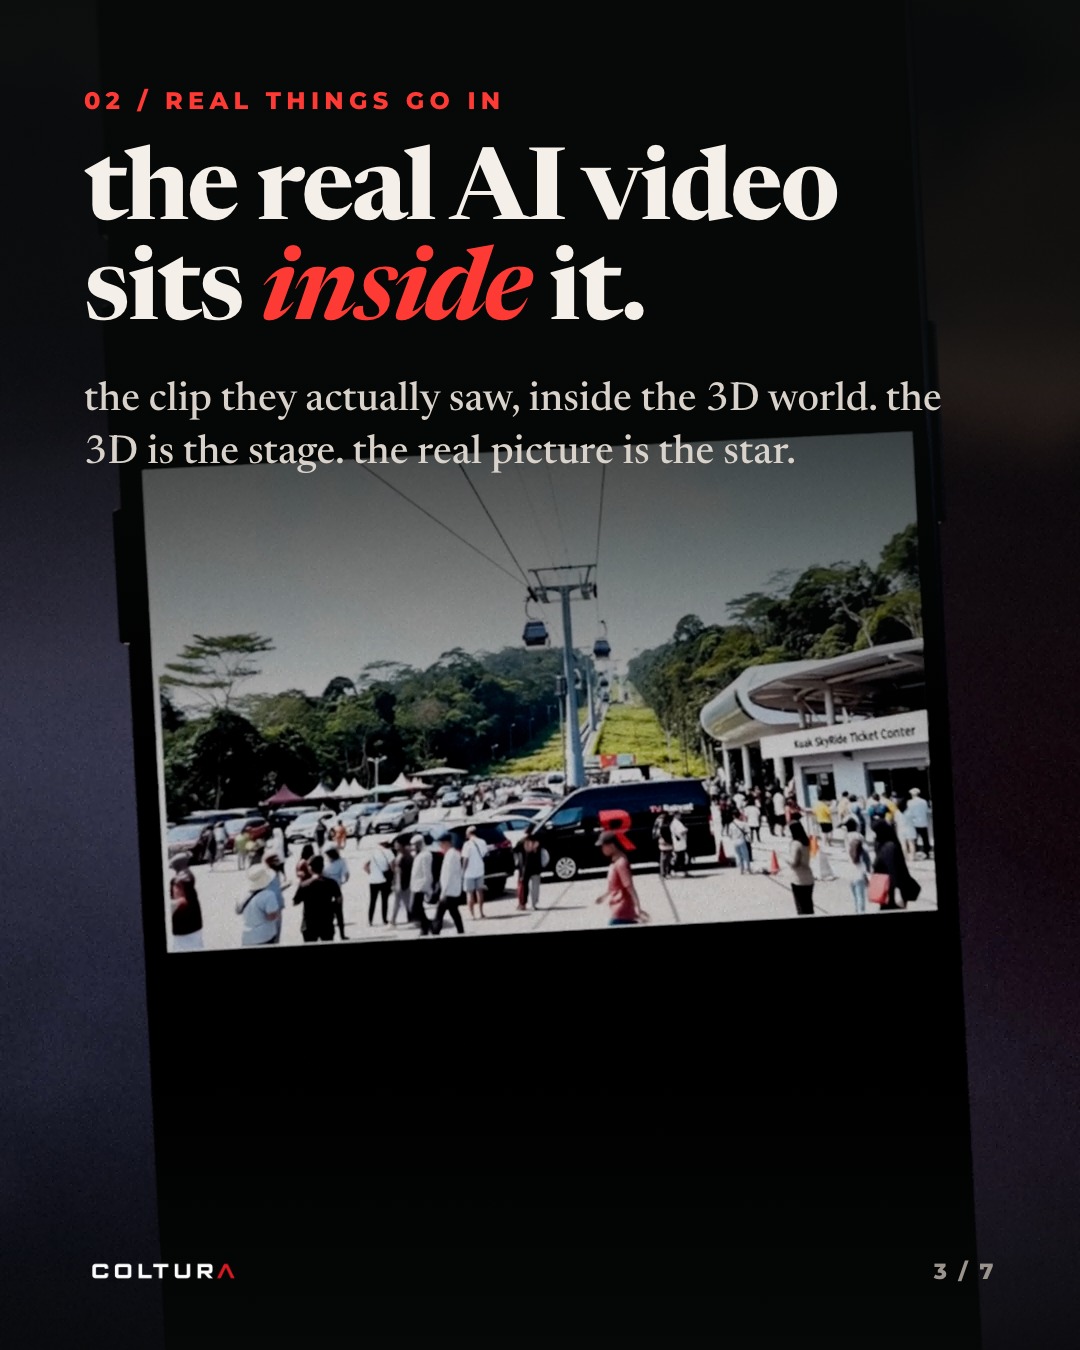 02 / REAL THINGS GO IN
the real AI video
sits inside it.
the clip they actually saw, inside the 3D world. the
3D is the stage. the real picture is the star.
Kuak SkyRide Ticket Conter
TV
R
COLTURA
3 / 7